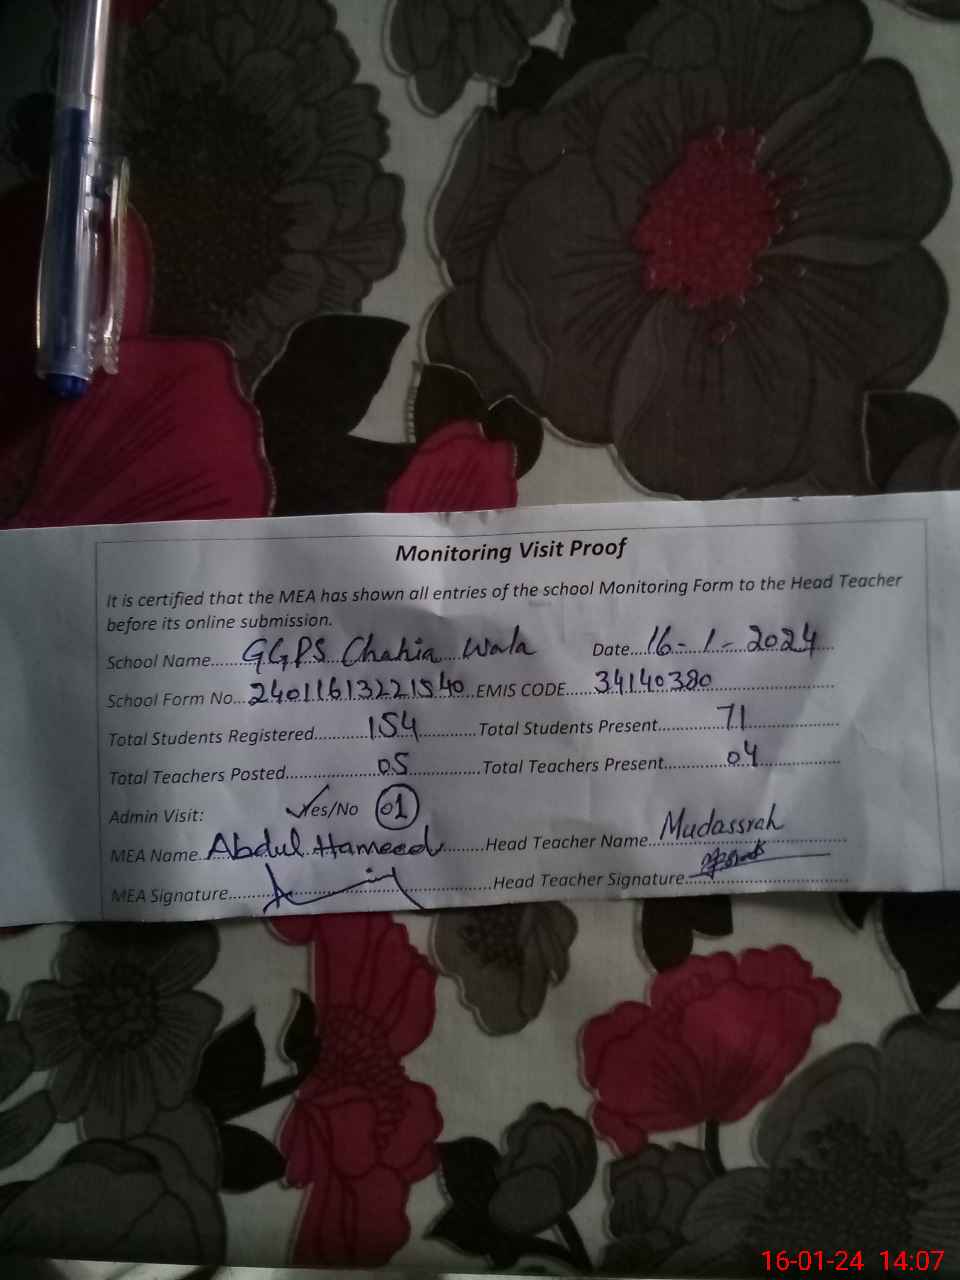 Monitoring Visit Proof
It is certified that the MEA has shown all entries of the school Monitoring Form to the Head Teacher
before its online submission.
School Name......GGPS Chahia Wala Date...16-1-2024
School Form No...24011613221540...EMIS CODE......34140380
Total Students Registered............154............Total Students Present............71
Total Teachers Posted............05............Total Teachers Present............04
Admin Visit: ✓Yes/No 01
MEA Name...Abdul Hameed.........Head Teacher Name...Mudassrah
MEA Signature............Head Teacher Signature............
16-01-24 14:07